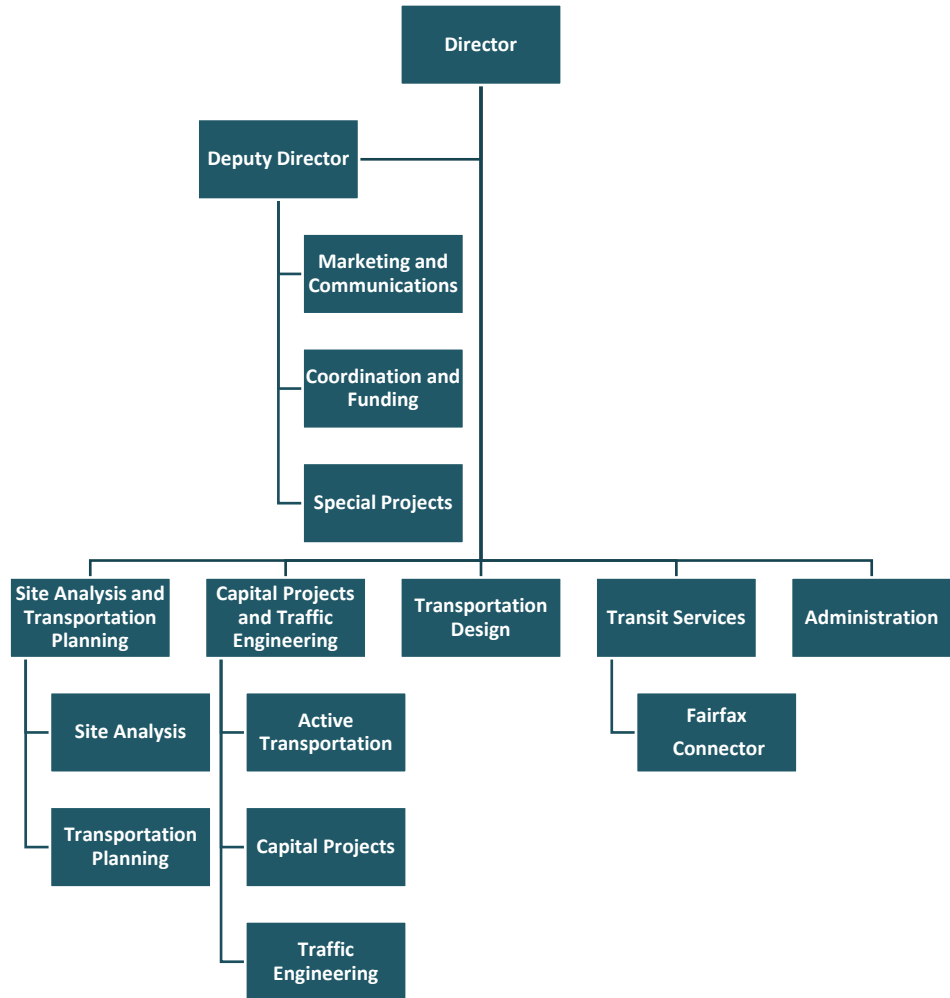 Director
Deputy Director
Marketing and
Communications
Coordination and
Funding
Special Projects
Site Analysis and
Transportation
Planning
Capital Projects
and Traffic
Engineering
Transportation
Design
Transit Services
Administration
Site Analysis
Transportation
Planning
Active
Transportation
Capital Projects
Traffic
Engineering
Fairfax
Connector